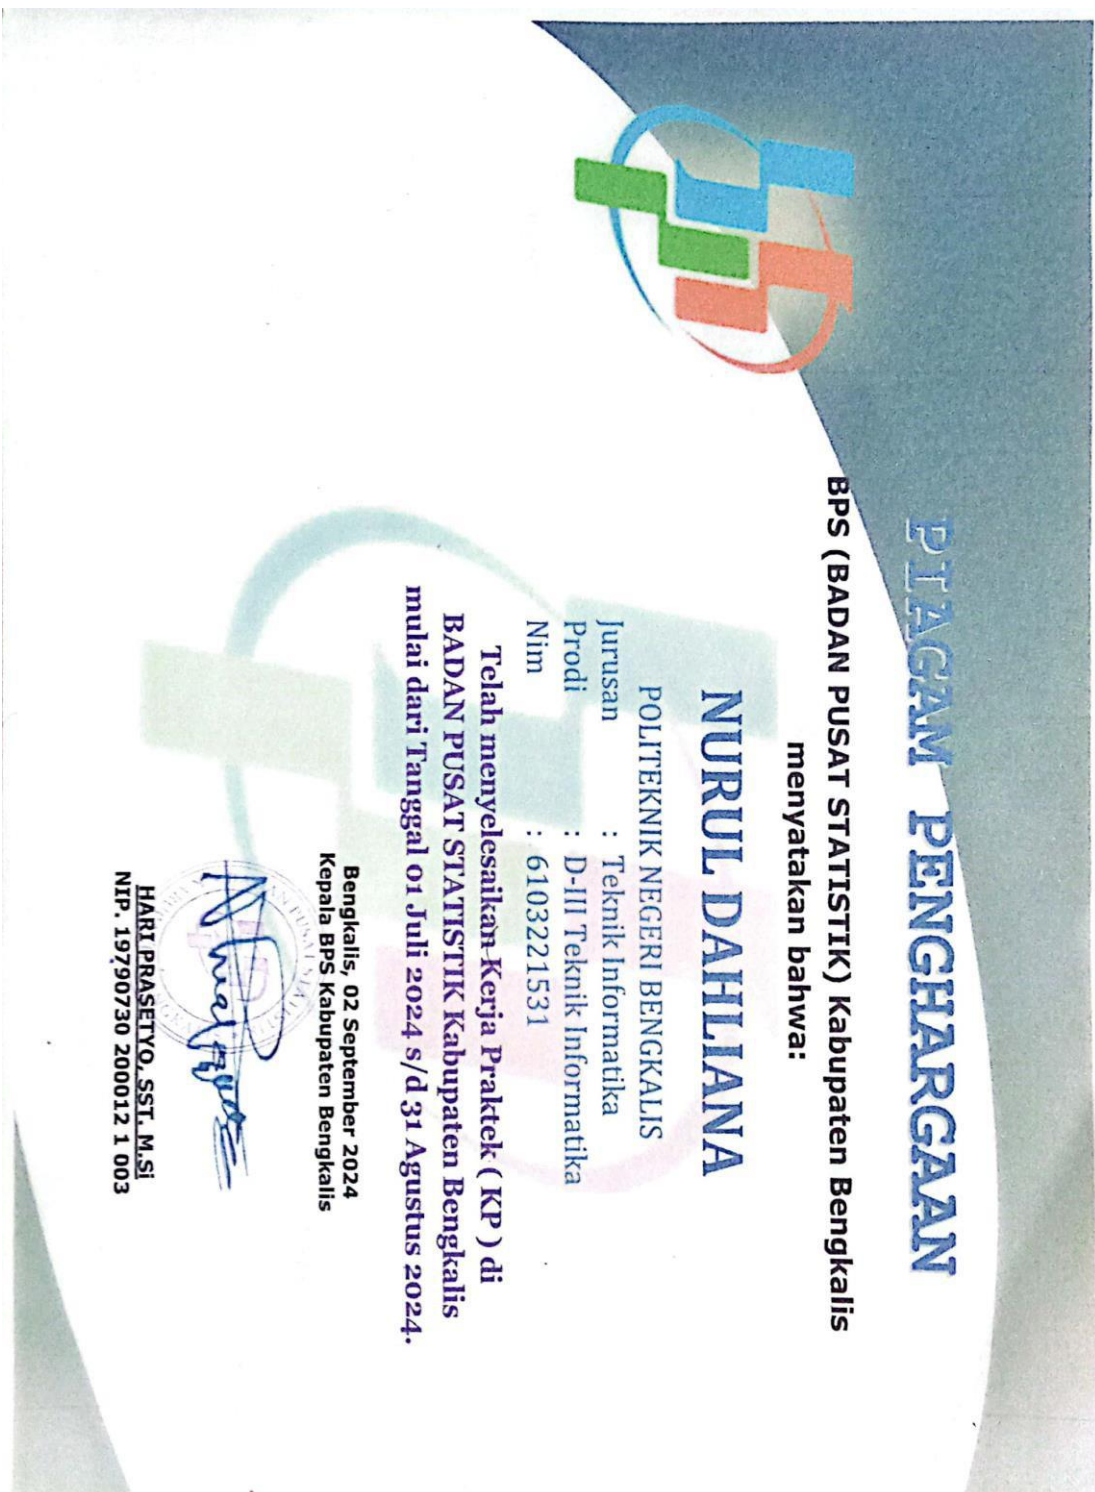 PIAGAM PENGHARGAAN
BPS (BADAN PUSAT STATISTIK) Kabupaten Bengkalis
menyatakan bahwa:
NURUL DAHLIANA
POLITEKNIK NEGERI BENGKALIS
Jurusan : Teknik Informatika
Prodi : D-III Teknik Informatika
Nim : 6103221531
Telah menyelesaikan Kerja Praktek ( KP ) di
BADAN PUSAT STATISTIK Kabupaten Bengkalis
mulai dari Tanggal 01 Juli 2024 s/d 31 Agustus 2024.
Bengkalis, 02 September 2024
Kepala BPS Kabupaten Bengkalis
HARI PRASETYO, SST, M.Si
NIP. 19790730 200012 1 003